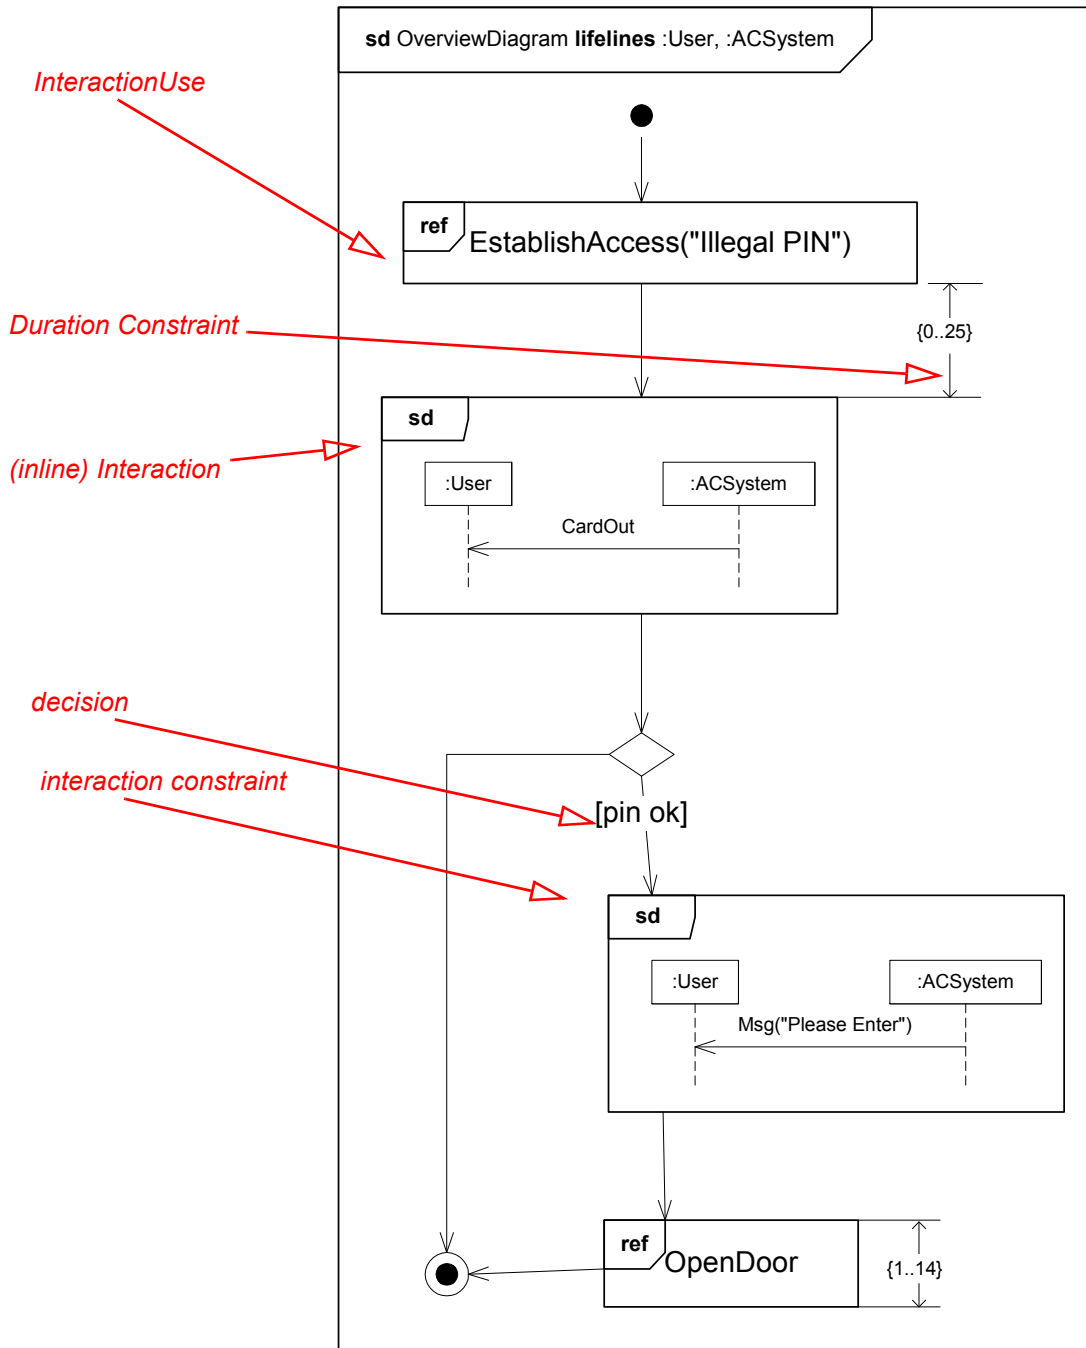 sd OverviewDiagram lifelines :User, :ACSystem
InteractionUse
ref
EstablishAccess("Illegal PIN")
Duration Constraint
{0..25}
sd
(inline) Interaction
:User
:ACSystem
CardOut
decision
interaction constraint
[pin ok]
sd
:User
:ACSystem
Msg("Please Enter")
ref
OpenDoor
{1..14}